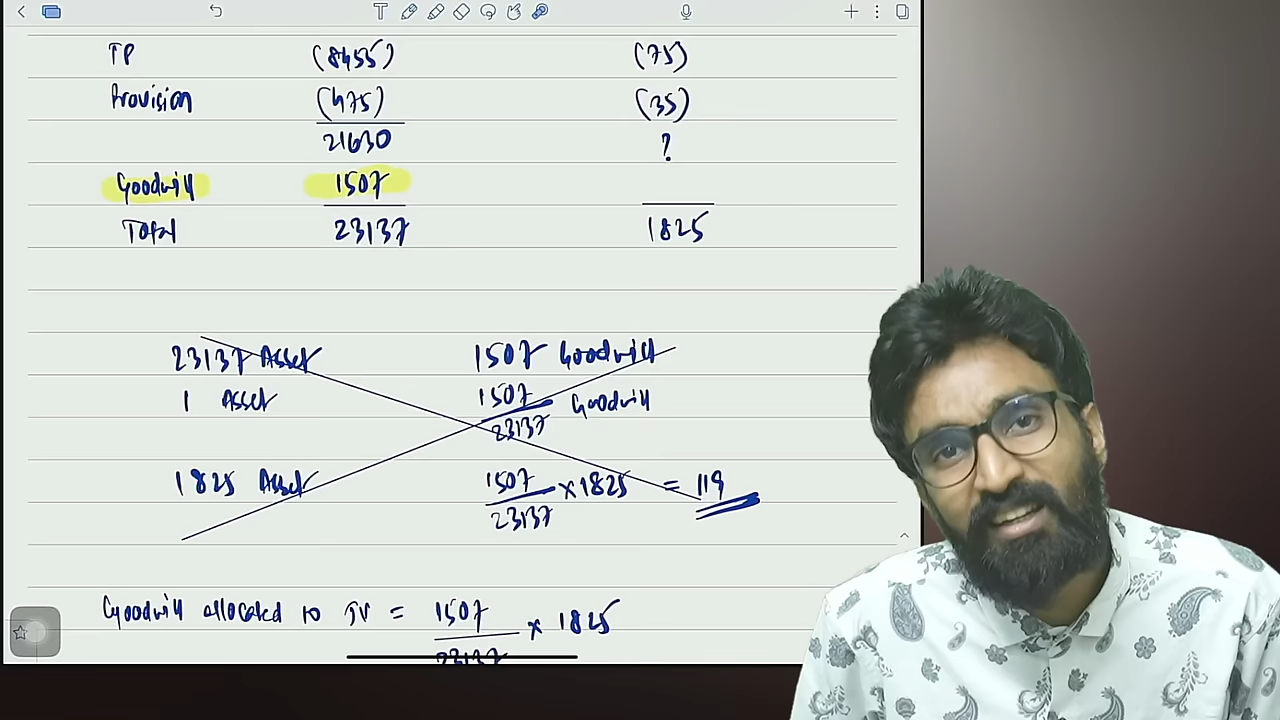 TP (8455) (75)
Provision (475) (35)
21630 ?
Goodwill 1507
Total 23137 1825
23137 Asset 1507 Goodwill
1 Asset 1507/23137 Goodwill
1825 Asset 1507/23137 × 1825 = 119
Goodwill allocated to TV = 1507/23137 × 1825